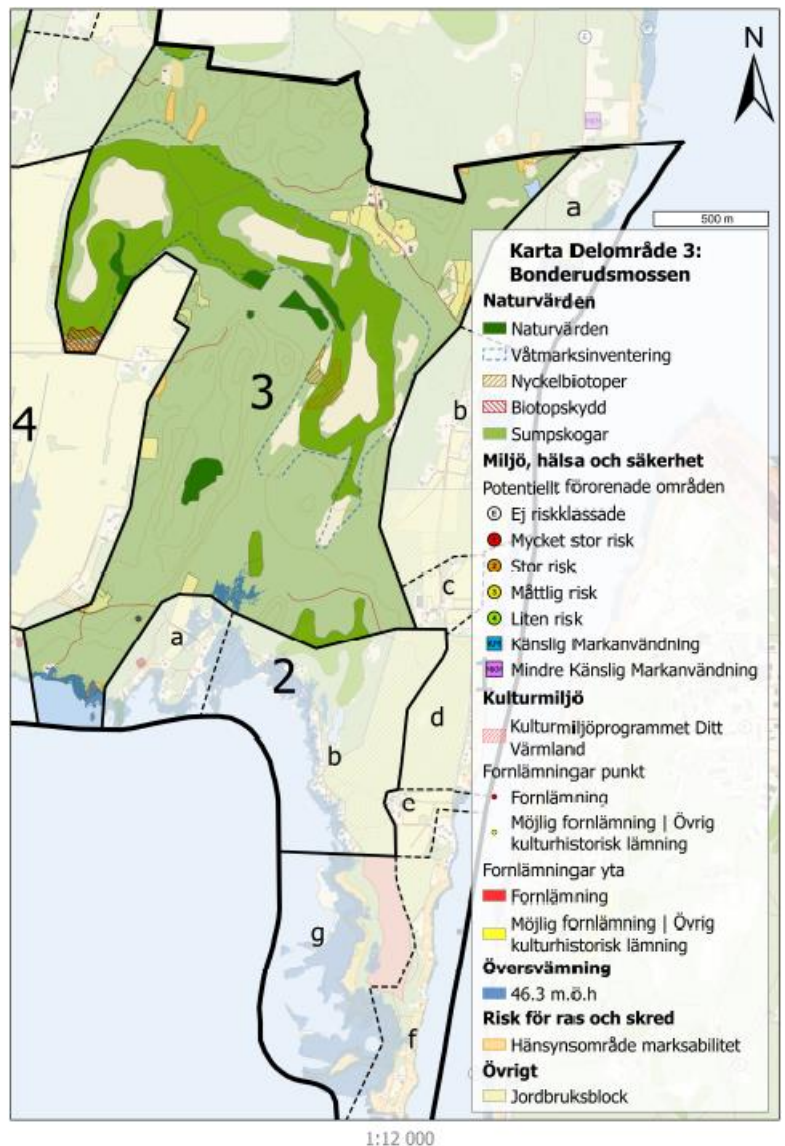 N
500 m
a
3
4
b
c
a
2
d
b
e
g
f
Karta Delområde 3:
Bonderudsmossen
Naturvärden
Naturvärden
Våtmarksinventering
Nyckelbiotoper
Biotopskydd
Sumpskogar
Miljö, hälsa och säkerhet
Potentiellt förorenade områden
E Ej riskklassade
Mycket stor risk
Stor risk
Måttlig risk
Liten risk
KM Känslig Markanvändning
MKM Mindre Känslig Markanvändning
Kulturmiljö
Kulturmiljöprogrammet Ditt
Värmland
Fornlämningar punkt
Fornlämning
Möjlig fornlämning | Övrig
kulturhistorisk lämning
Fornlämningar yta
Fornlämning
Möjlig fornlämning | Övrig
kulturhistorisk lämning
Översvämning
46.3 m.ö.h
Risk för ras och skred
Hänsynsområde marksabilitet
Övrigt
Jordbruksblock
1:12 000